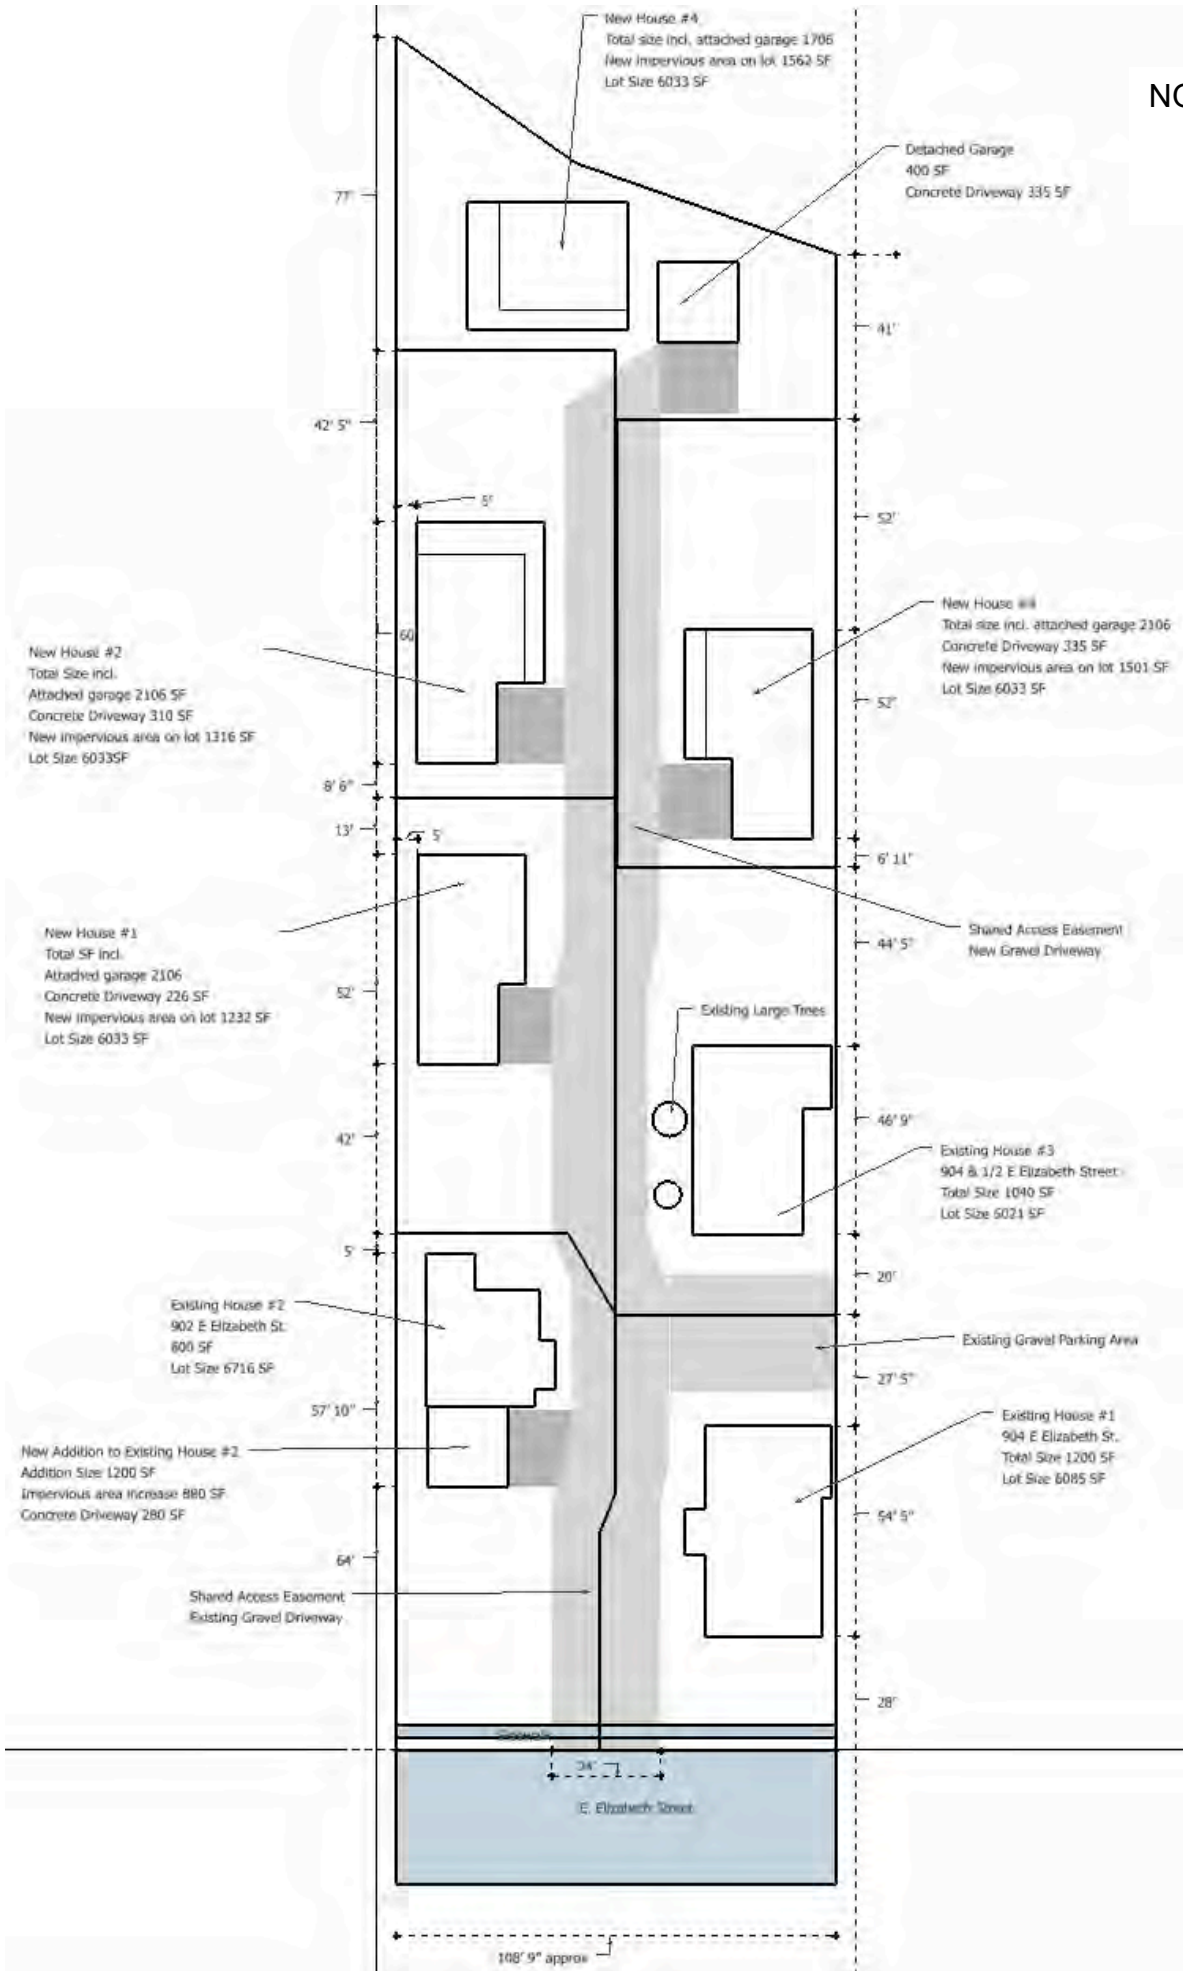 New House #4
Total size incl. attached garage 1706
New impervious area on lot 1562 SF
Lot Size 6033 SF
NO
Detached Garage
400 SF
Concrete Driveway 335 SF
77'
41'
42' 5"
5'
52'
60
New House #2
Total Size incl.
Attached garage 2106 SF
Concrete Driveway 310 SF
New impervious area on lot 1316 SF
Lot Size 6033SF
New House
Total size incl. attached garage 2106
Concrete Driveway 335 SF
New impervious area on lot 1501 SF
Lot Size 6033 SF
52'
8' 6"
13'
5'
6' 11"
New House #1
Total SF incl.
Attached garage 2106
Concrete Driveway 226 SF
New impervious area on lot 1232 SF
Lot Size 6033 SF
Shared Access Easement
New Gravel Driveway
44' 5"
52'
Existing Large Trees
42'
46' 9"
Existing House #3
904 & 1/2 E Elizabeth Street
Total Size 1040 SF
Lot Size 5021 SF
5'
20'
Existing House #2
902 E Elizabeth St.
800 SF
Lot Size 6716 SF
Existing Gravel Parking Area
27' 5"
57' 10"
Existing House #1
904 E Elizabeth St.
Total Size 1200 SF
Lot Size 6085 SF
New Addition to Existing House #2
Addition Size 1200 SF
Impervious area increase 880 SF
Concrete Driveway 280 SF
54' 5"
64'
Shared Access Easement
Existing Gravel Driveway
28'
Sidewalk
E. Elizabeth Street
108' 9" approx